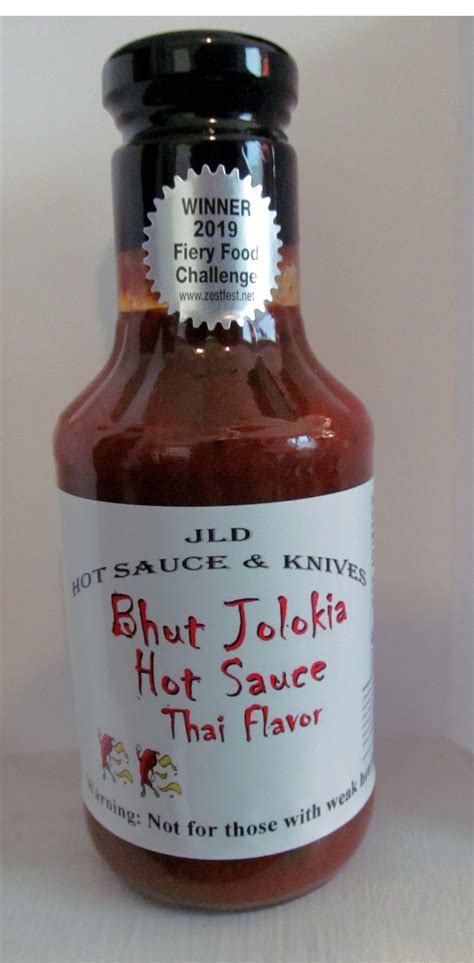 WINNER
2019
Fiery Food
Challenge
www.zestfest.net
JLD
HOT SAUCE & KNIVES
Bhut Jolokia
Hot Sauce
Thai Flavor
Warning: Not for those with weak